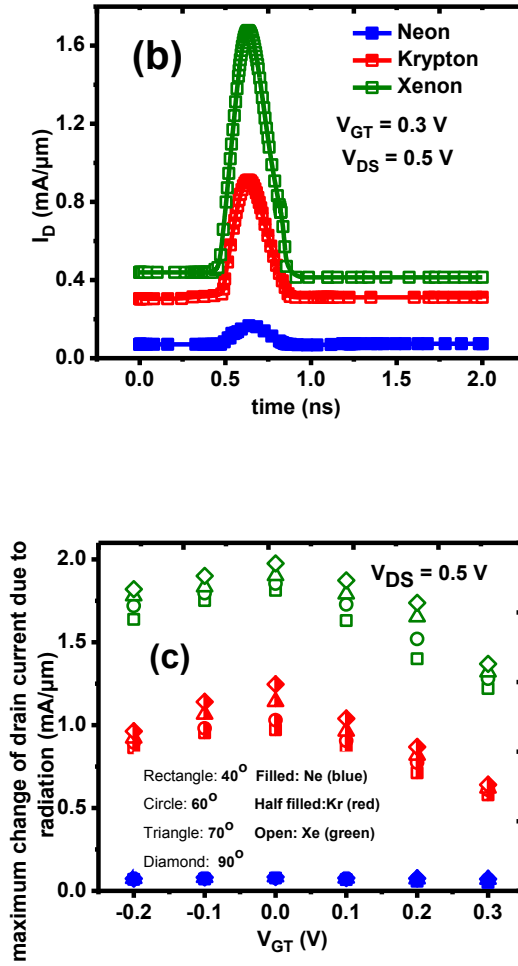 (b)
Neon
Krypton
Xenon
V_GT = 0.3 V
V_DS = 0.5 V
1.6
1.2
0.8
0.4
0.0
I_D (mA/μm)
0.0 0.5 1.0 1.5 2.0
time (ns)
V_DS = 0.5 V
(c)
2.0
1.5
1.0
0.5
0.0
maximum change of drain current due to
radiation (mA/μm)
Rectangle: 40° Filled: Ne (blue)
Circle: 60° Half filled:Kr (red)
Triangle: 70° Open: Xe (green)
Diamond: 90°
-0.2 -0.1 0.0 0.1 0.2 0.3
V_GT (V)